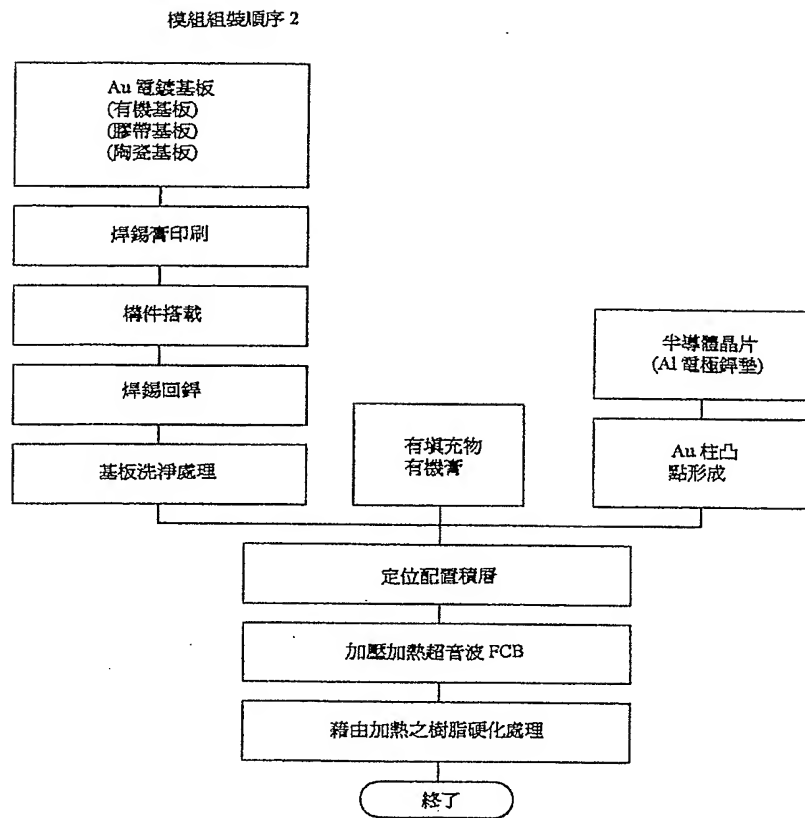 模組組裝順序 2
Au 電鍍基板
(有機基板)
(膠帶基板)
(陶瓷基板)
焊錫膏印刷
構件搭載
焊錫回銲
基板洗淨處理
有填充物
有機膏
半導體晶片
(Al 電極銲墊)
Au 柱凸
點形成
定位配置積層
加壓加熱超音波 FCB
藉由加熱之樹脂硬化處理
終了